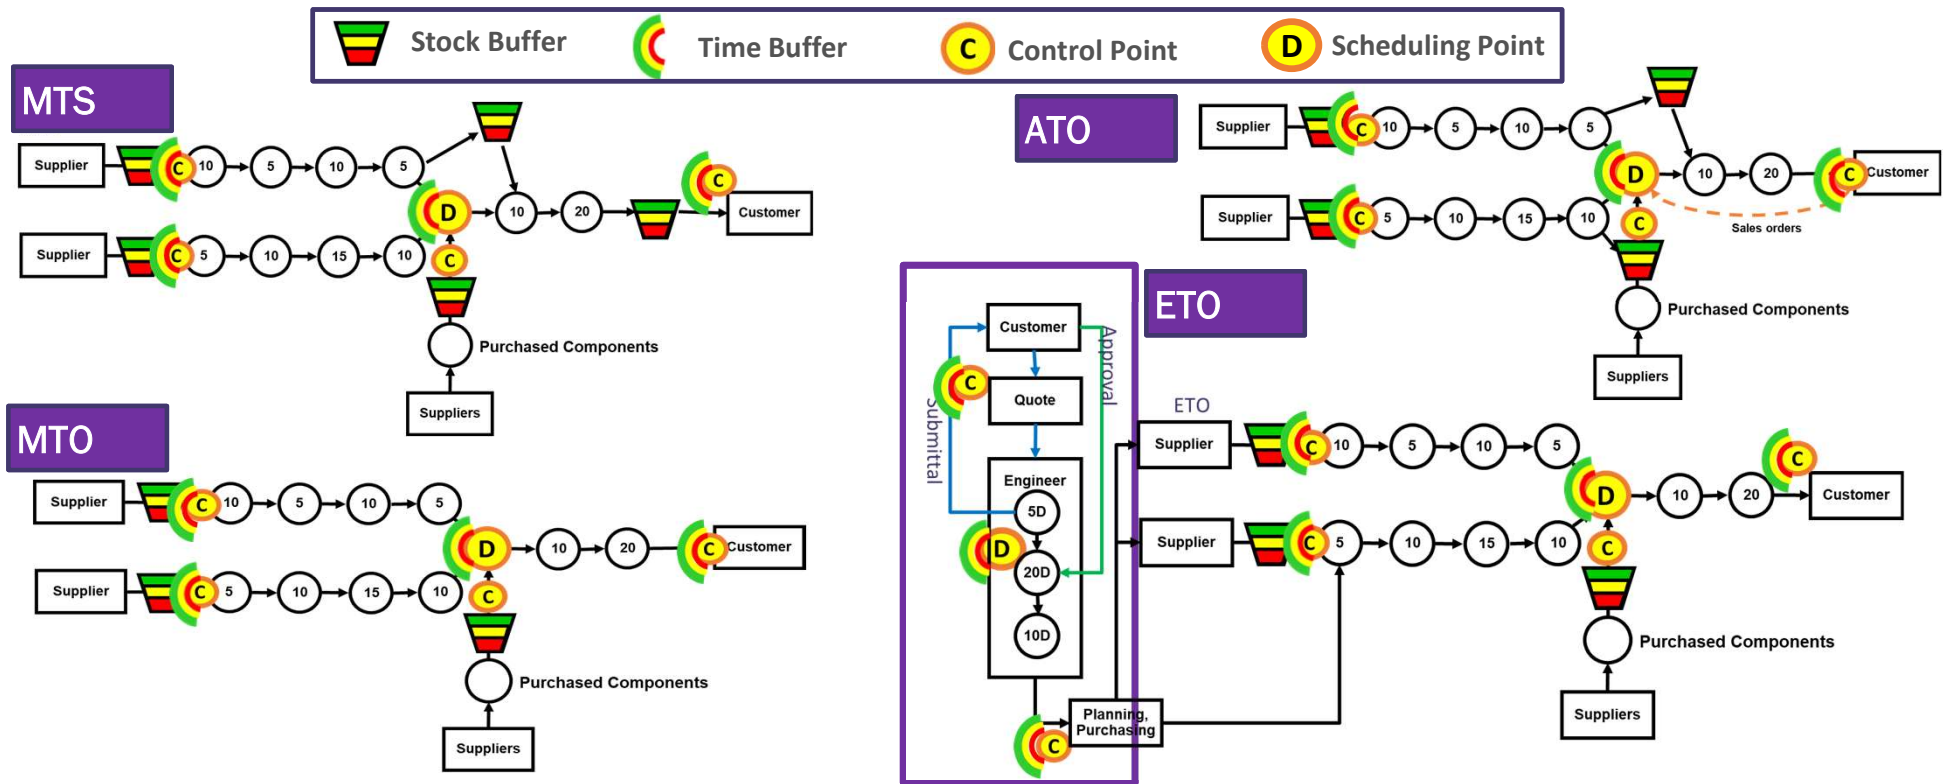 Stock Buffer
Time Buffer
C
Control Point
D
Scheduling Point
MTS
Supplier
C
10
5
10
5
C
D
10
20
Customer
Supplier
C
5
10
15
10
C
Purchased Components
Suppliers
ATO
Supplier
C
10
5
10
5
D
10
20
C
Customer
Supplier
C
5
10
15
10
C
Sales orders
Purchased Components
Suppliers
MTO
Supplier
C
10
5
10
5
D
10
20
C
Customer
Supplier
C
5
10
15
10
C
Purchased Components
Suppliers
ETO
Customer
Approval
C
Quote
Submittal
Engineer
5D
D
20D
10D
C
Planning,
Purchasing
ETO
Supplier
C
10
5
10
5
D
10
20
C
Customer
Supplier
C
5
10
15
10
C
Purchased Components
Suppliers